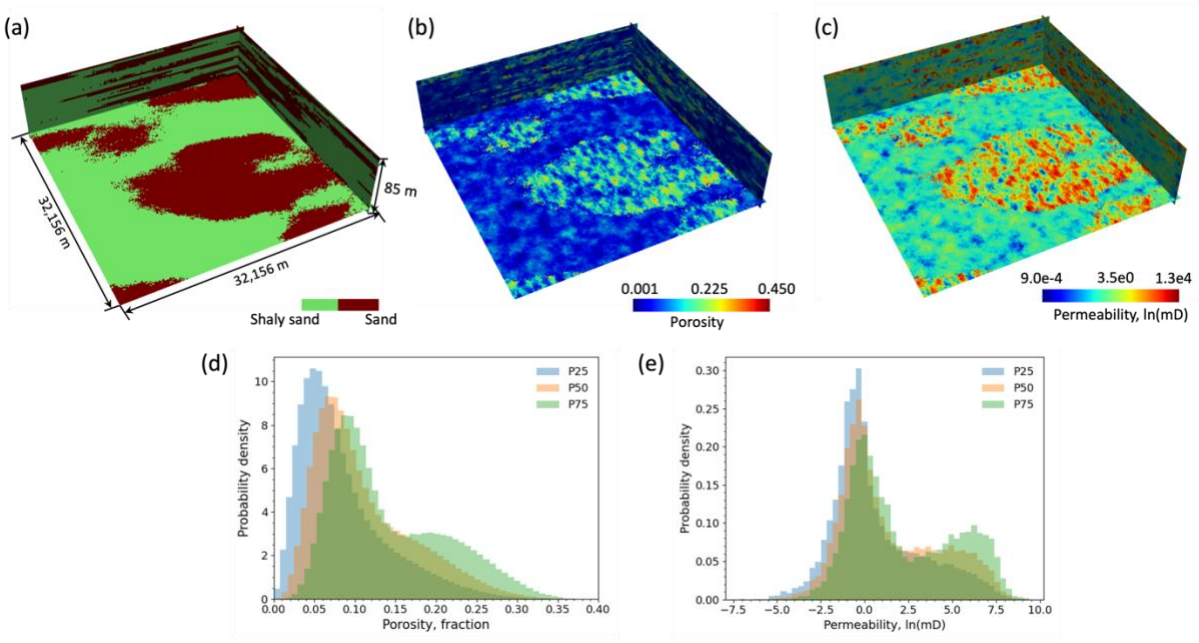 (a)
32,156 m
32,156 m
85 m
Shaly sand
Sand
(b)
0.001 0.225 0.450
Porosity
(c)
9.0e-4 3.5e0 1.3e4
Permeability, ln(mD)
(d)
Probability density
10
8
6
4
2
0
0.00 0.05 0.10 0.15 0.20 0.25 0.30 0.35 0.40
Porosity, fraction
P25
P50
P75
(e)
Probability density
0.30
0.25
0.20
0.15
0.10
0.05
0.00
-7.5 -5.0 -2.5 0.0 2.5 5.0 7.5 10.0
Permeability, ln(mD)
P25
P50
P75